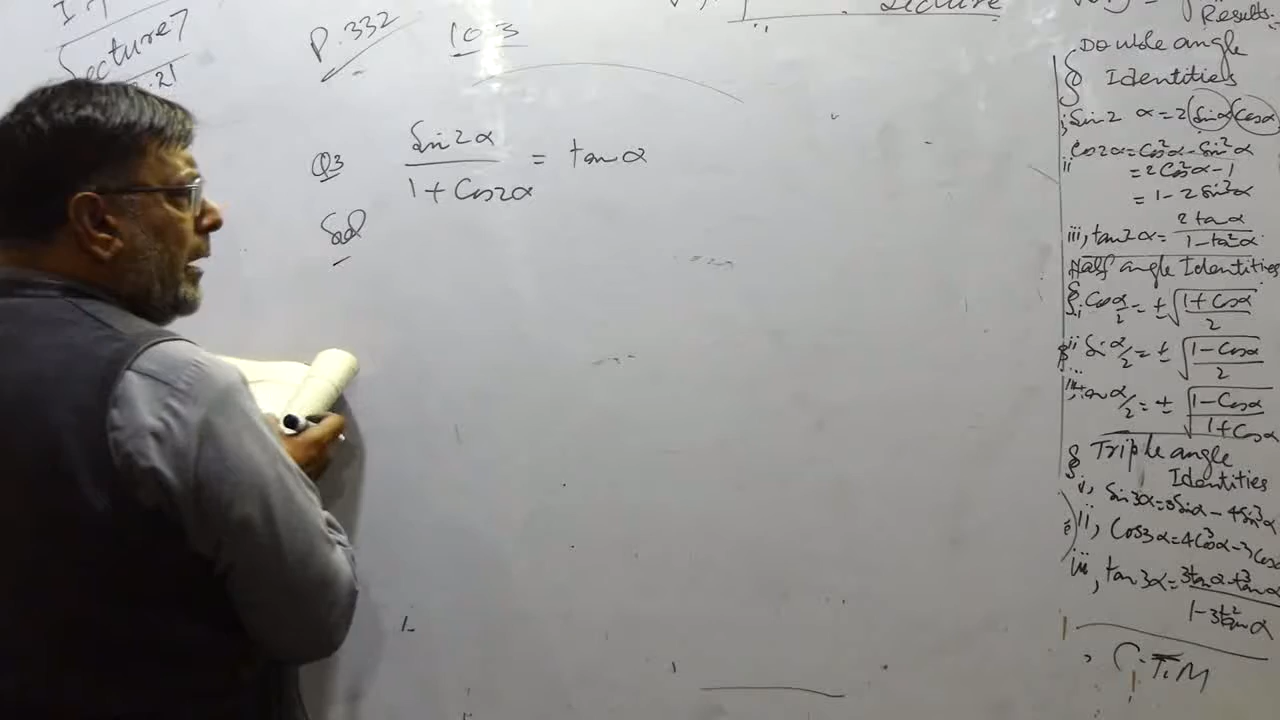 Lecture 7
P.332 10.3
Lecture
Q3 Sin2α / 1 + Cos2α = tanα
Sol
Results.
Double angle
Identities
i, Sin2α = 2 Sinα Cosα
ii Cos2α = Cos²α - Sin²α
= 2Cos²α - 1
= 1 - 2Sin²α
iii, tan2α = 2tanα / 1 - tan²α
Half angle Identities
i Cos α/2 = ± √(1 + Cosα / 2)
ii Sin α/2 = ± √(1 - Cosα / 2)
tan α/2 = ± √(1 - Cosα / 1 + Cosα)
Triple angle
Identities
i, Sin3α = 3Sinα - 4Sin³α
ii, Cos3α = 4Cos³α - 3Cosα
iii, tan3α = 3tanα - tan³α / 1 - 3tan²α